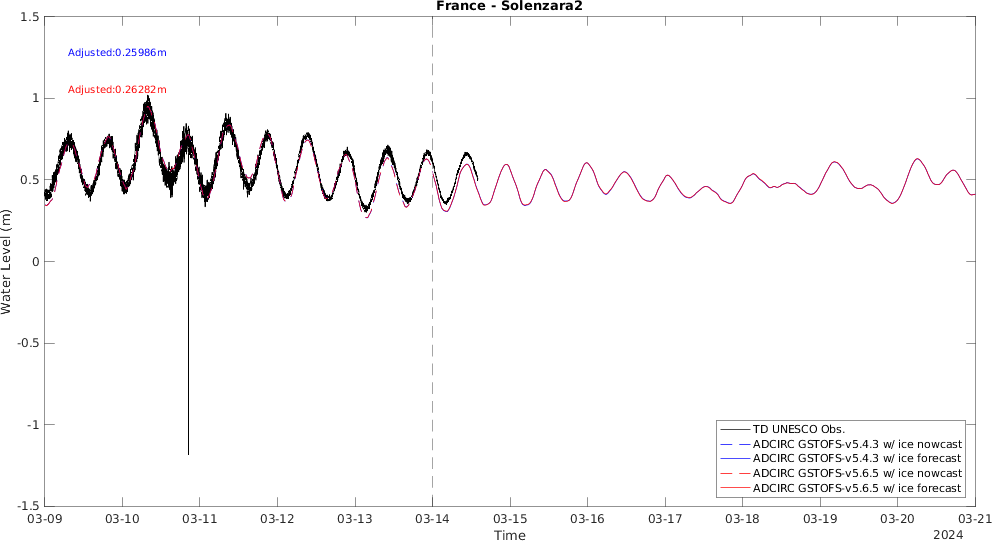 France - Solenzara2
Adjusted:0.25986m
Adjusted:0.26282m
Water Level (m)
1.5
1
0.5
0
-0.5
-1
-1.5
TD UNESCO Obs.
ADCIRC GSTOFS-v5.4.3 w/ ice nowcast
ADCIRC GSTOFS-v5.4.3 w/ ice forecast
ADCIRC GSTOFS-v5.6.5 w/ ice nowcast
ADCIRC GSTOFS-v5.6.5 w/ ice forecast
03-09 03-10 03-11 03-12 03-13 03-14 03-15 03-16 03-17 03-18 03-19 03-20 03-21
Time
2024